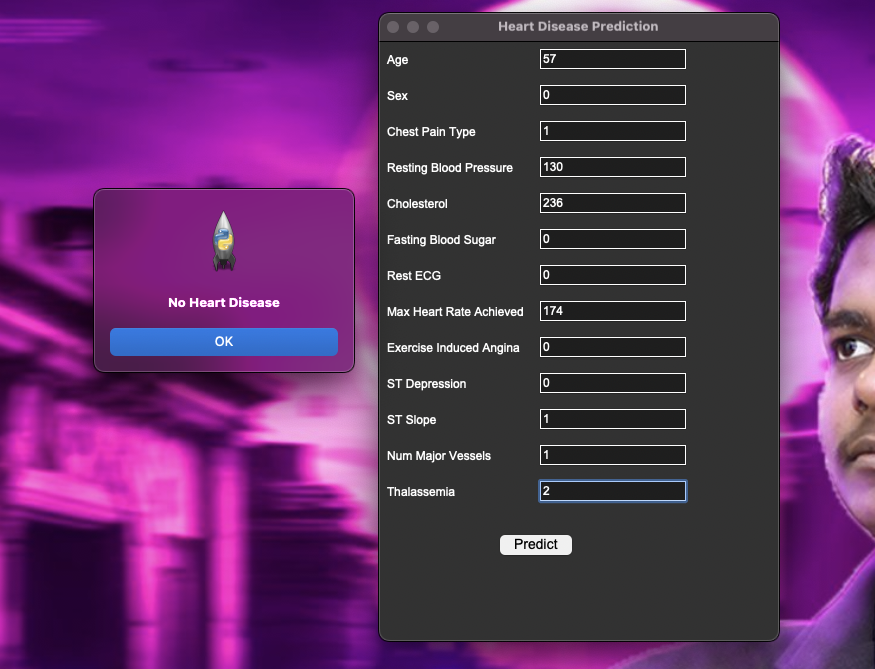 Heart Disease Prediction
Age 57
Sex 0
Chest Pain Type 1
Resting Blood Pressure 130
Cholesterol 236
Fasting Blood Sugar 0
Rest ECG 0
Max Heart Rate Achieved 174
Exercise Induced Angina 0
ST Depression 0
ST Slope 1
Num Major Vessels 1
Thalassemia 2
Predict
No Heart Disease
OK